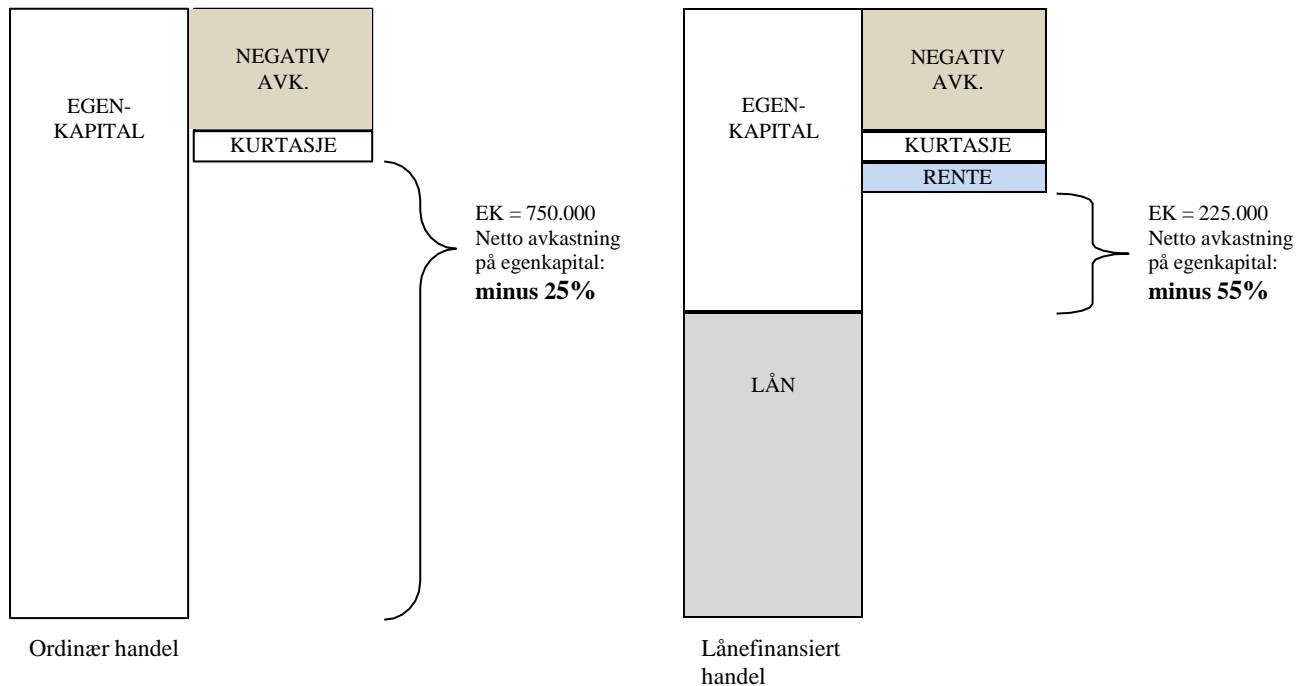 EGEN-
KAPITAL
NEGATIV
AVK.
KURTASJE
EK = 750.000
Netto avkastning
på egenkapital:
minus 25%
Ordinær handel
EGEN-
KAPITAL
NEGATIV
AVK.
KURTASJE
RENTE
EK = 225.000
Netto avkastning
på egenkapital:
minus 55%
LÅN
Lånefinansiert
handel